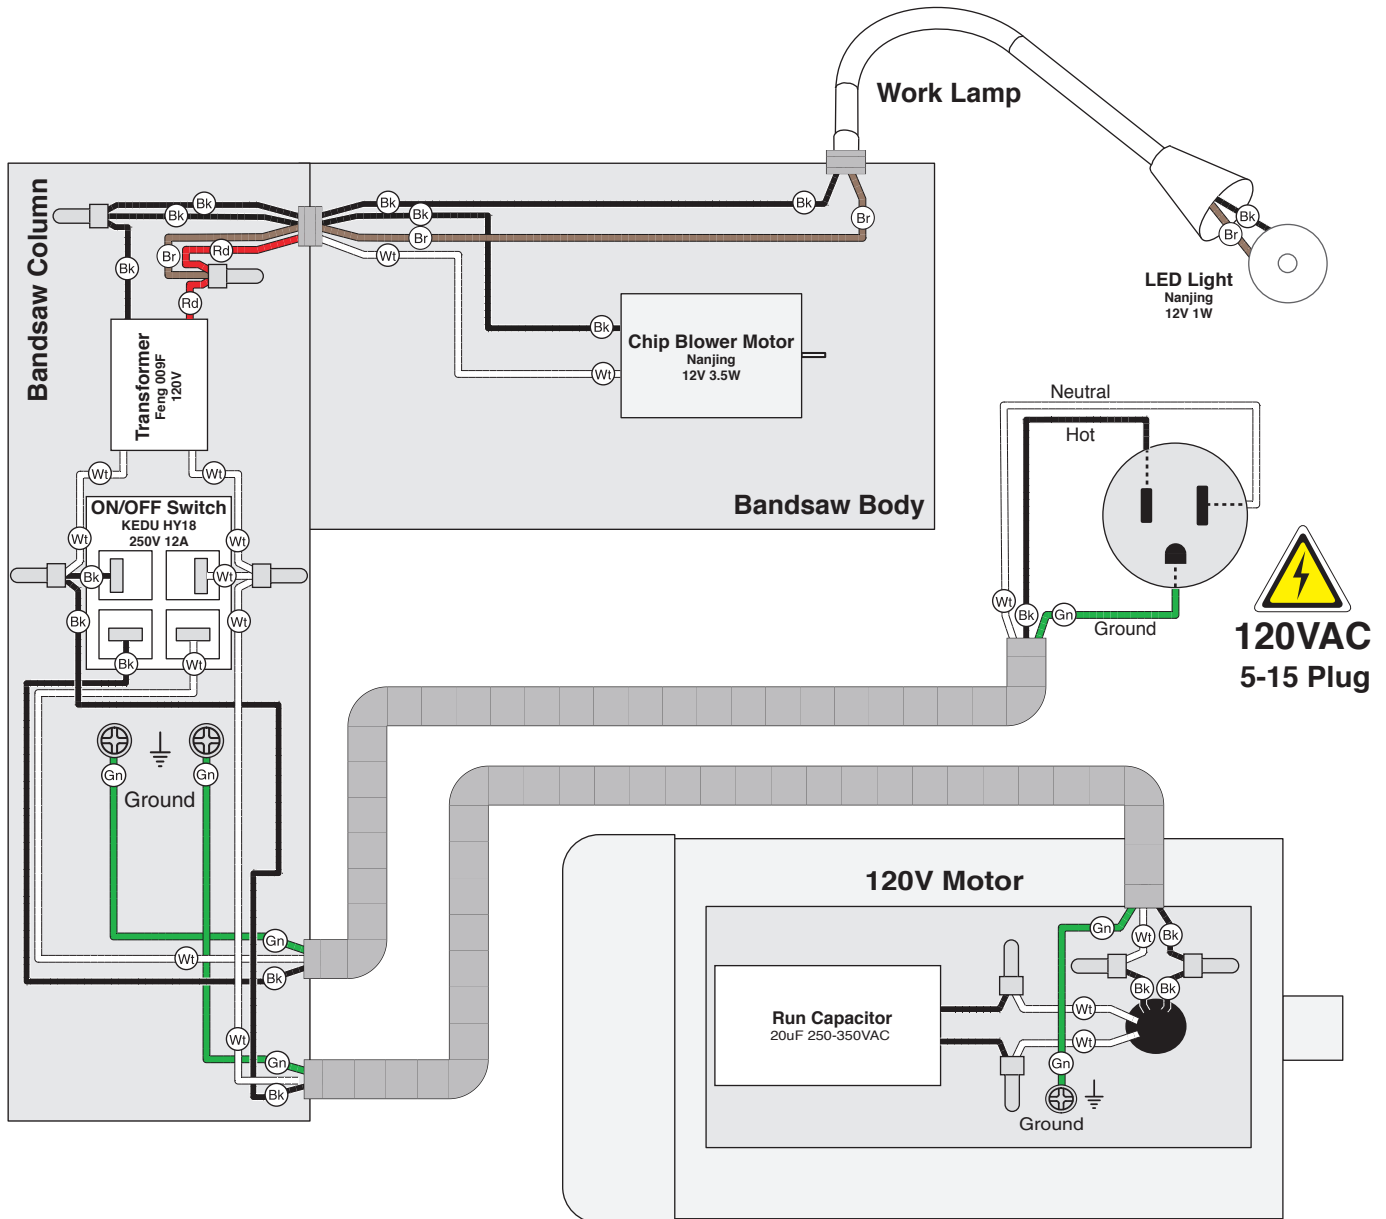 Work Lamp
Bandsaw Column
Bk
Bk
Bk
Bk
Bk
Br
Br
Rd
Br
Wt
Bk
Rd
Bk
Br
LED Light
Nanjing
12V 1W
Transformer
Feng 009F
120V
Bk
Wt
Chip Blower Motor
Nanjing
12V 3.5W
Neutral
Hot
Wt
Wt
ON/OFF Switch
KEDU HY18
250V 12A
Bandsaw Body
Wt
Wt
Bk
Wt
Bk
Wt
Bk
Wt
Wt
Bk
Gn
Ground
120VAC
5-15 Plug
Gn
Gn
Ground
Gn
Wt
Bk
Wt
Gn
Bk
120V Motor
Gn
Wt
Bk
Bk
Bk
Run Capacitor
20uF 250-350VAC
Wt
Wt
Gn
Ground